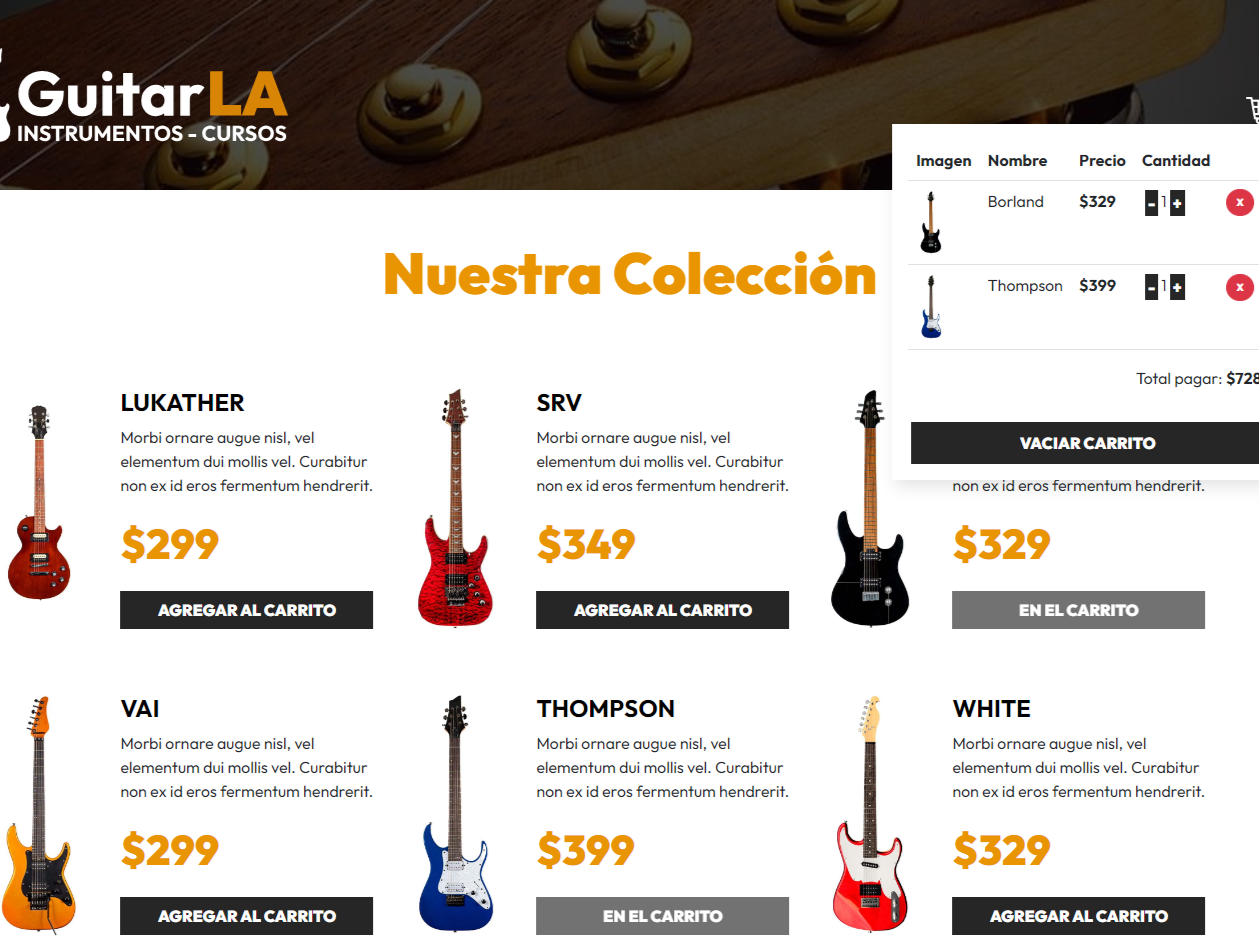 GuitarLA
INSTRUMENTOS - CURSOS
Imagen Nombre Precio Cantidad
Borland $329 - 1 + x
Thompson $399 - 1 + x
Total pagar: $728
VACIAR CARRITO
Nuestra Colección
LUKATHER
Morbi ornare augue nisl, vel
elementum dui mollis vel. Curabitur
non ex id eros fermentum hendrerit.
$299
AGREGAR AL CARRITO
SRV
Morbi ornare augue nisl, vel
elementum dui mollis vel. Curabitur
non ex id eros fermentum hendrerit.
$349
AGREGAR AL CARRITO
non ex id eros fermentum hendrerit.
$329
EN EL CARRITO
VAI
Morbi ornare augue nisl, vel
elementum dui mollis vel. Curabitur
non ex id eros fermentum hendrerit.
$299
AGREGAR AL CARRITO
THOMPSON
Morbi ornare augue nisl, vel
elementum dui mollis vel. Curabitur
non ex id eros fermentum hendrerit.
$399
EN EL CARRITO
WHITE
Morbi ornare augue nisl, vel
elementum dui mollis vel. Curabitur
non ex id eros fermentum hendrerit.
$329
AGREGAR AL CARRITO